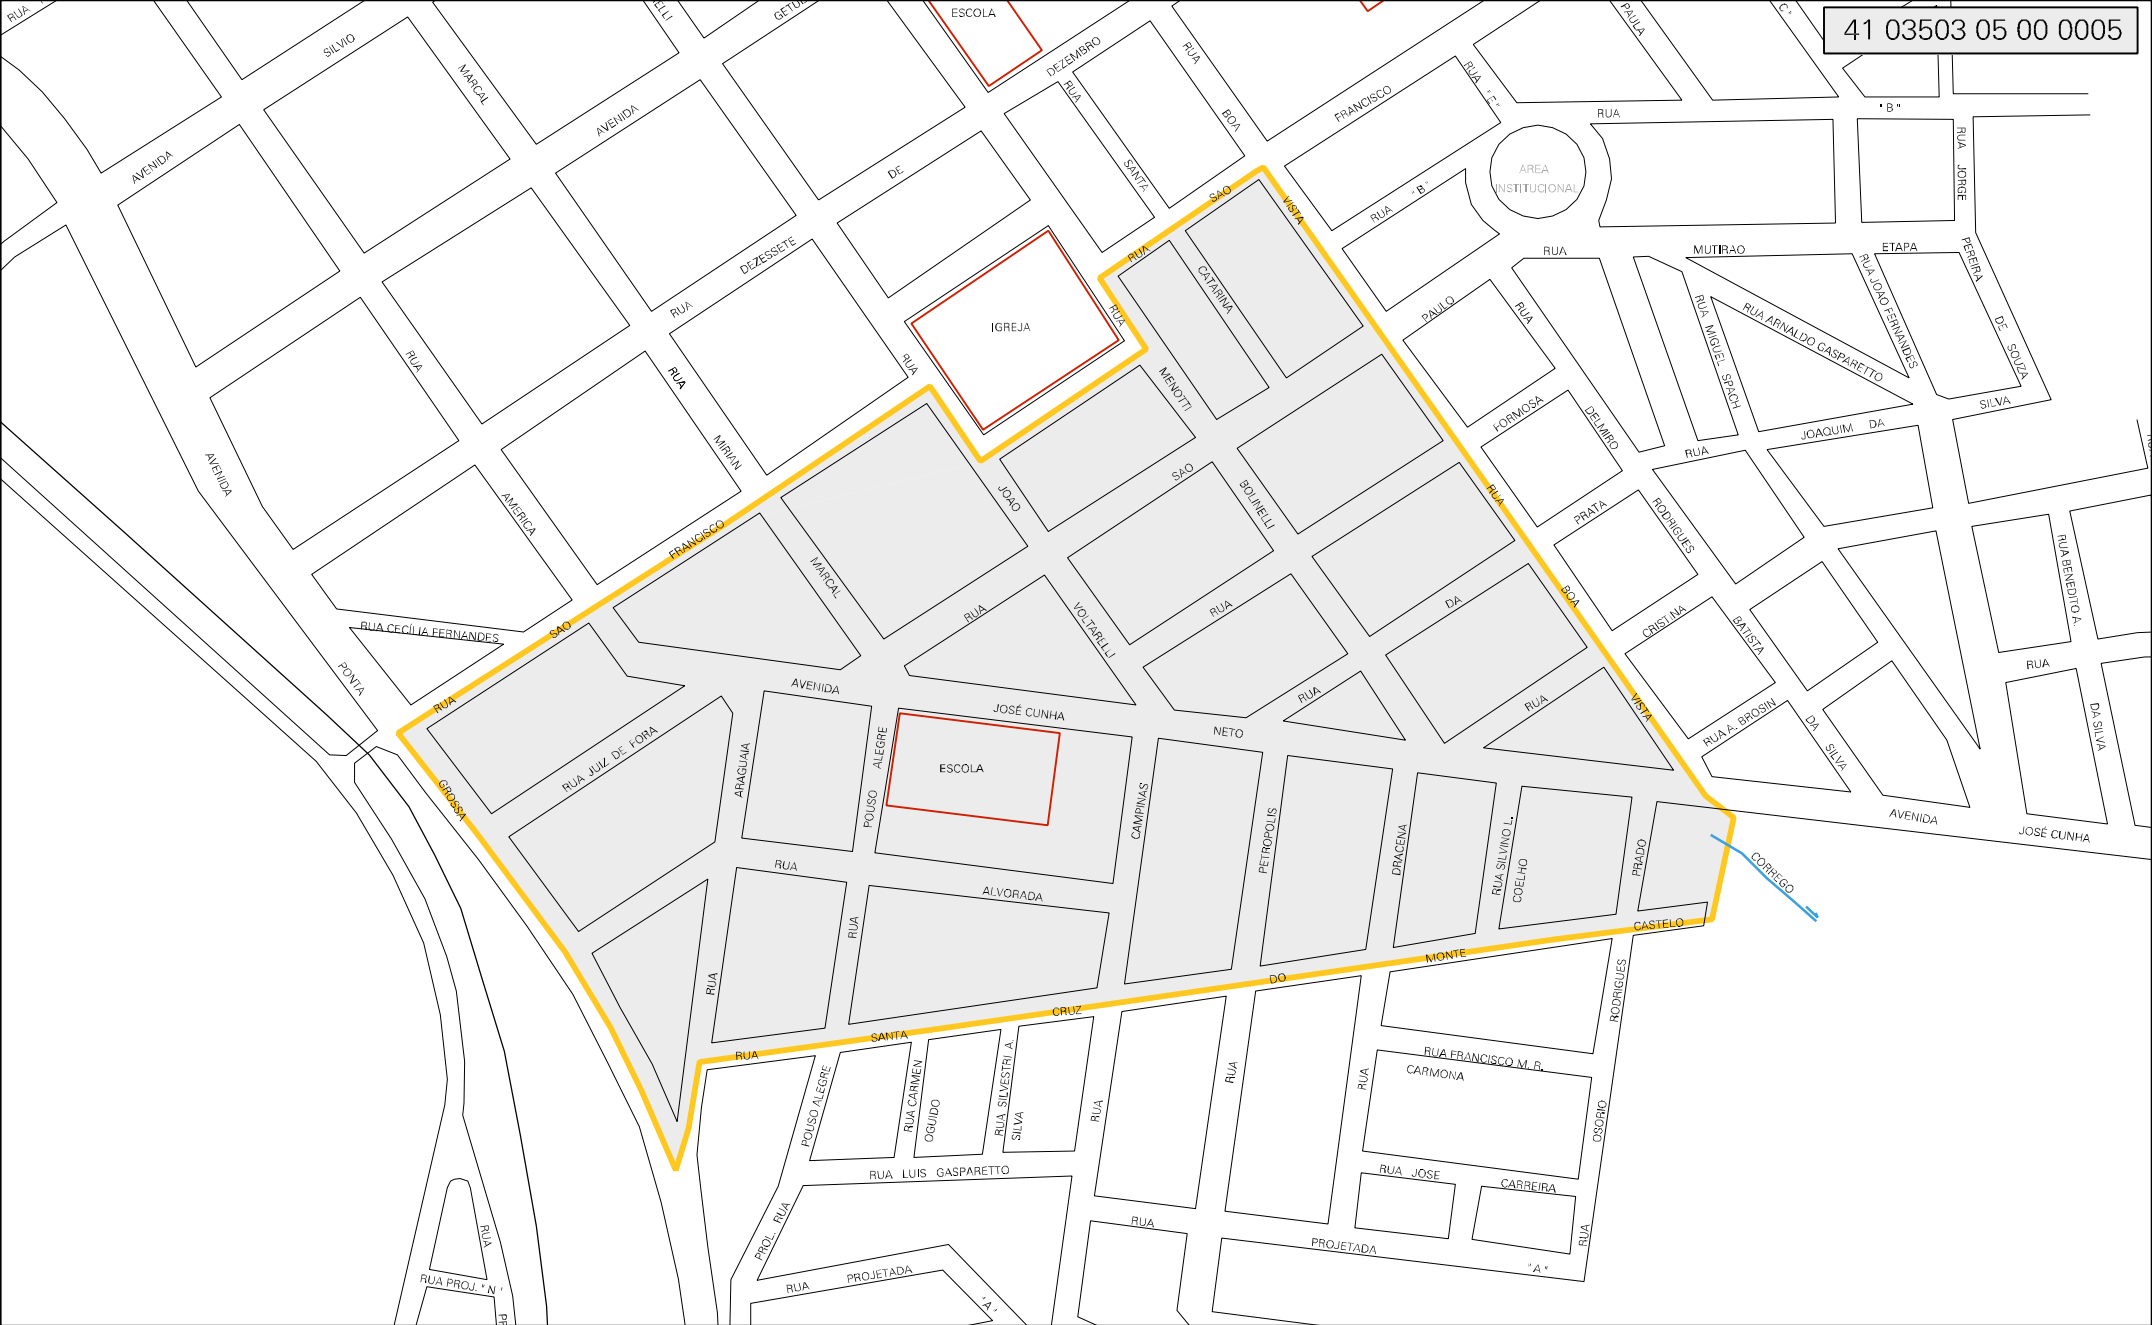 RUA
ELLI
GETUL
ESCOLA
PAULA
C"
41 03503 05 00 0005
SILVIO
MARCAL
AVENIDA
DEZEMBRO
RUA
RUA
BOA
FRANCISCO
RUA "E"
RUA
"B"
AVENIDA
DE
SANTA
RUA "B"
AREA
INSTITUCIONAL
RUA JORGE
SAO
VISTA
RUA
CATARINA
DEZESSETE
RUA
RUA
MUTIRAO
ETAPA
PEREIRA
DE
SOUZA
RUA
IGREJA
RUA
PAULO
RUA
RUA MIGUEL SPACH
RUA ARNALDO GASPARETTO
RUA JOAO FERNANDES
RUA
RUA
RUA
MENOTTI
FORMOSA
DELMIRO
SILVA
JOAQUIM DA
RUA
AVENIDA
AMERICA
MIRIAN
JOAO
SAO
BOLINELLI
RUA
PRATA
RODRIGUES
FRANCISCO
MARCAL
RUA
VOLTARELLI
RUA
DA
BOA
CRISTINA
BATISTA
RUA BENEDITO A.
RUA CECÍLIA FERNANDES
SAO
RUA
PONTA
RUA
AVENIDA
JOSÉ CUNHA
NETO
RUA
RUA
VISTA
RUA A. BROSIN
DA
SILVA
DA SILVA
RUA JUIZ DE FORA
ARAGUAIA
ALEGRE
POUSO
ESCOLA
GROSSA
CAMPINAS
PETROPOLIS
DRACENA
RUA SILVINO L.
COELHO
PRADO
CORREGO
AVENIDA
JOSÉ CUNHA
RUA
ALVORADA
RUA
RUA
CASTELO
MONTE
DO
CRUZ
SANTA
RUA
RODRIGUES
POUSO ALEGRE
RUA CARMEN
OGUIDO
RUA SILVESTRI A.
SILVA
RUA
RUA
RUA
RUA FRANCISCO M. R.
CARMONA
OSORIO
RUA LUIS GASPARETTO
RUA JOSE
CARREIRA
PROL. RUA
RUA
RUA
RUA
PROJETADA
"A"
RUA PROJ. "N"
RUA
PROJETADA
"A"